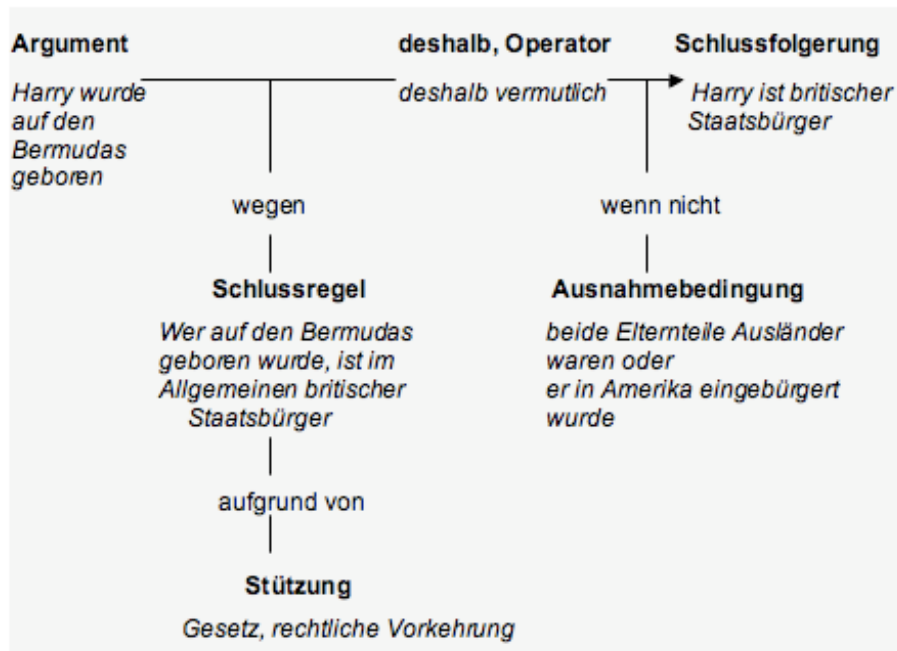 Argument
deshalb, Operator
Schlussfolgerung
Harry wurde
auf den
Bermudas
geboren
deshalb vermutlich
Harry ist britischer
Staatsbürger
wegen
wenn nicht
Schlussregel
Wer auf den Bermudas
geboren wurde, ist im
Allgemeinen britischer
Staatsbürger
Ausnahmebedingung
beide Elternteile Ausländer
waren oder
er in Amerika eingebürgert
wurde
aufgrund von
Stützung
Gesetz, rechtliche Vorkehrung